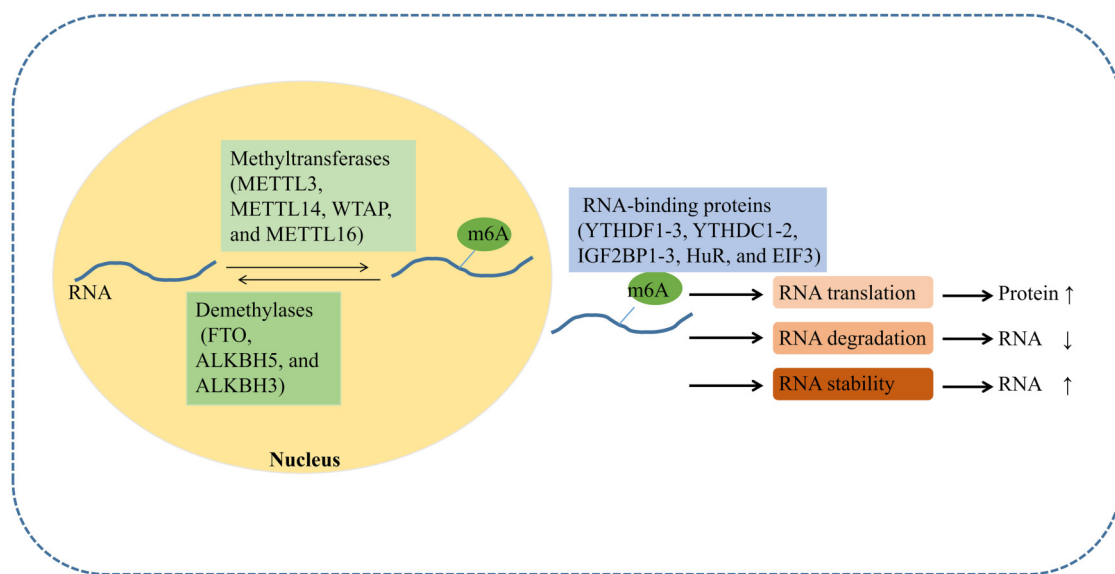 Methyltransferases
(METTL3,
METTL14, WTAP,
and METTL16)
m6A
RNA
Demethylases
(FTO,
ALKBH5, and
ALKBH3)
Nucleus
RNA-binding proteins
(YTHDF1-3, YTHDC1-2,
IGF2BP1-3, HuR, and EIF3)
m6A
RNA translation
Protein ↑
RNA degradation
RNA ↓
RNA stability
RNA ↑